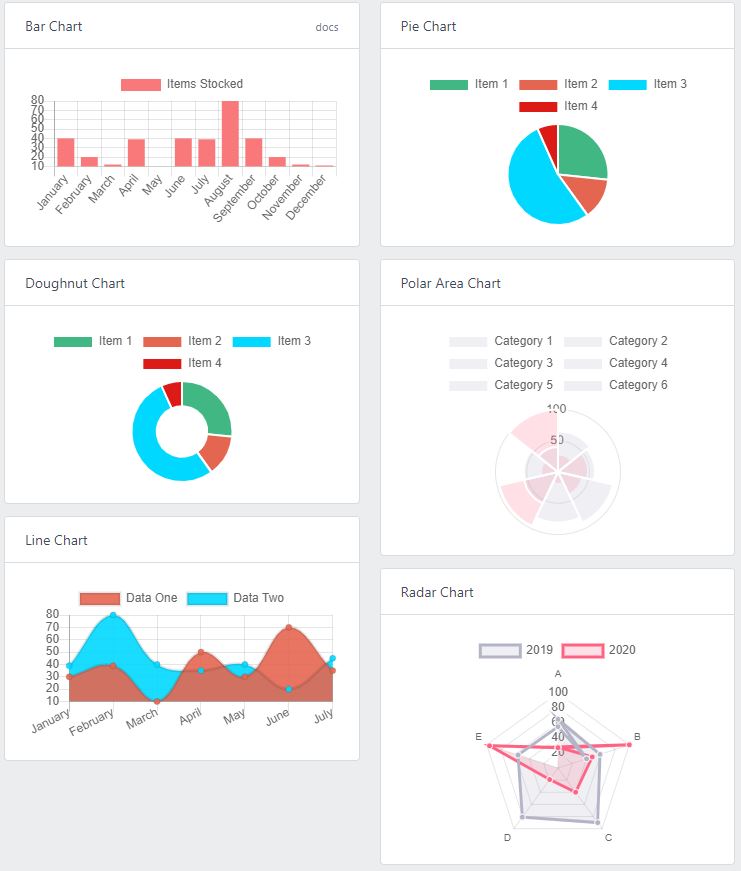 Bar Chart
docs
Items Stocked
80
70
60
50
40
30
20
10
January
February
March
April
May
June
July
August
September
October
November
December
Pie Chart
Item 1 Item 2 Item 3
Item 4
Doughnut Chart
Item 1 Item 2 Item 3
Item 4
Polar Area Chart
Category 1 Category 2
Category 3 Category 4
Category 5 Category 6
100
50
Line Chart
Data One Data Two
80
70
60
50
40
30
20
10
January
February
March
April
May
June
July
Radar Chart
2019 2020
A
100
80
60
40
20
E
B
D
C